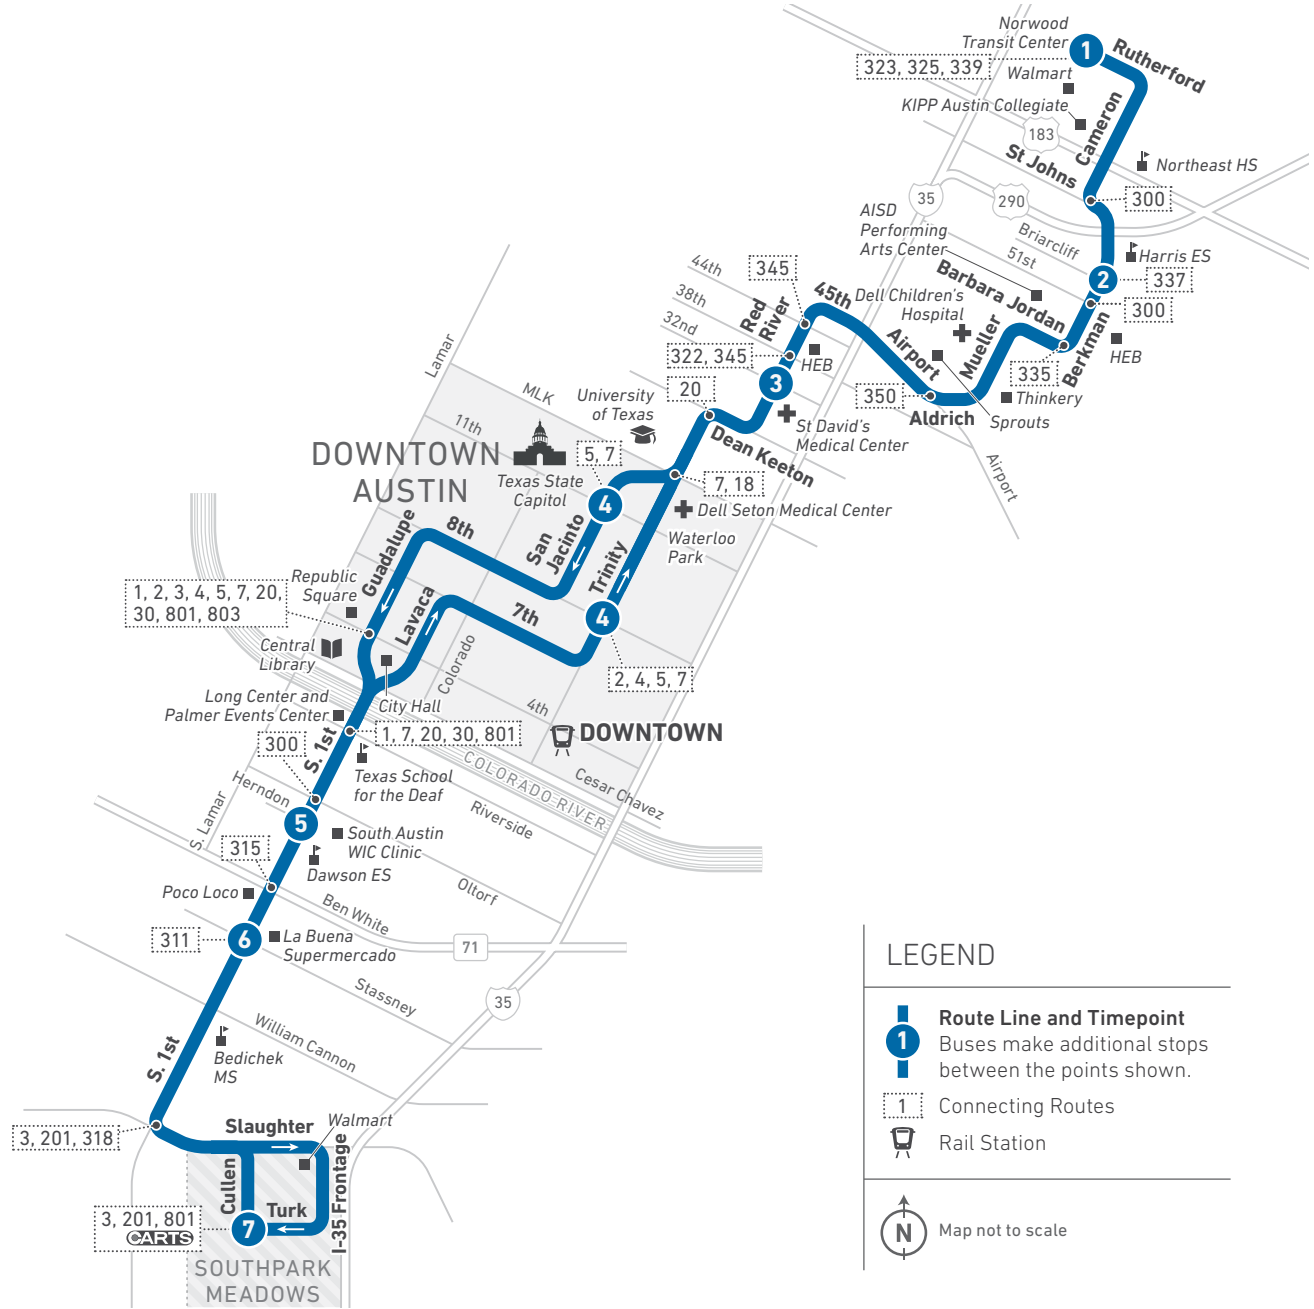 Norwood
Transit Center
1
Rutherford
323, 325, 339
Walmart
KIPP Austin Collegiate
183
Cameron
St Johns
Northeast HS
300
35
290
AISD
Performing
Arts Center
Briarcliff
51st
Harris ES
2
337
300
Barbara Jordan
Berkman
HEB
44th
38th
32nd
345
Red
River
45th
Dell Children's
Hospital
Airport
Mueller
335
Thinkery
350
Aldrich
Sprouts
Airport
322, 345
HEB
3
20
St David's
Medical Center
Dean Keeton
Lamar
MLK
11th
University
of Texas
DOWNTOWN
AUSTIN
Texas State
Capitol
5, 7
4
7, 18
Dell Seton Medical Center
Waterloo
Park
Guadalupe
8th
San
Jacinto
Trinity
Republic
Square
1, 2, 3, 4, 5, 7, 20,
30, 801, 803
Lavaca
7th
4
Central
Library
Colorado
2, 4, 5, 7
Long Center and
Palmer Events Center
City Hall
4th
DOWNTOWN
S. 1st
1, 7, 20, 30, 801
300
Texas School
for the Deaf
COLORADO RIVER
Cesar Chavez
Herndon
S. Lamar
Riverside
5
South Austin
WIC Clinic
315
Dawson ES
Poco Loco
Oltorf
Ben White
311
6
La Buena
Supermercado
71
Stassney
35
William Cannon
S. 1st
Bedichek
MS
3, 201, 318
Slaughter
Walmart
Cullen
I-35 Frontage
Turk
3, 201, 801
CARTS
7
SOUTHPARK
MEADOWS
LEGEND
1
Route Line and Timepoint
Buses make additional stops
between the points shown.
1
Connecting Routes
Rail Station
N
Map not to scale